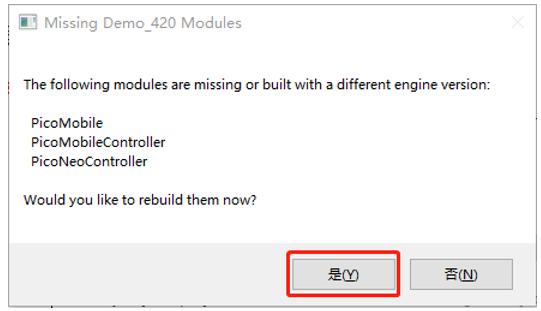 Missing Demo_420 Modules
The following modules are missing or built with a different engine version:
PicoMobile
PicoMobileController
PicoNeoController
Would you like to rebuild them now?
是(Y)
否(N)